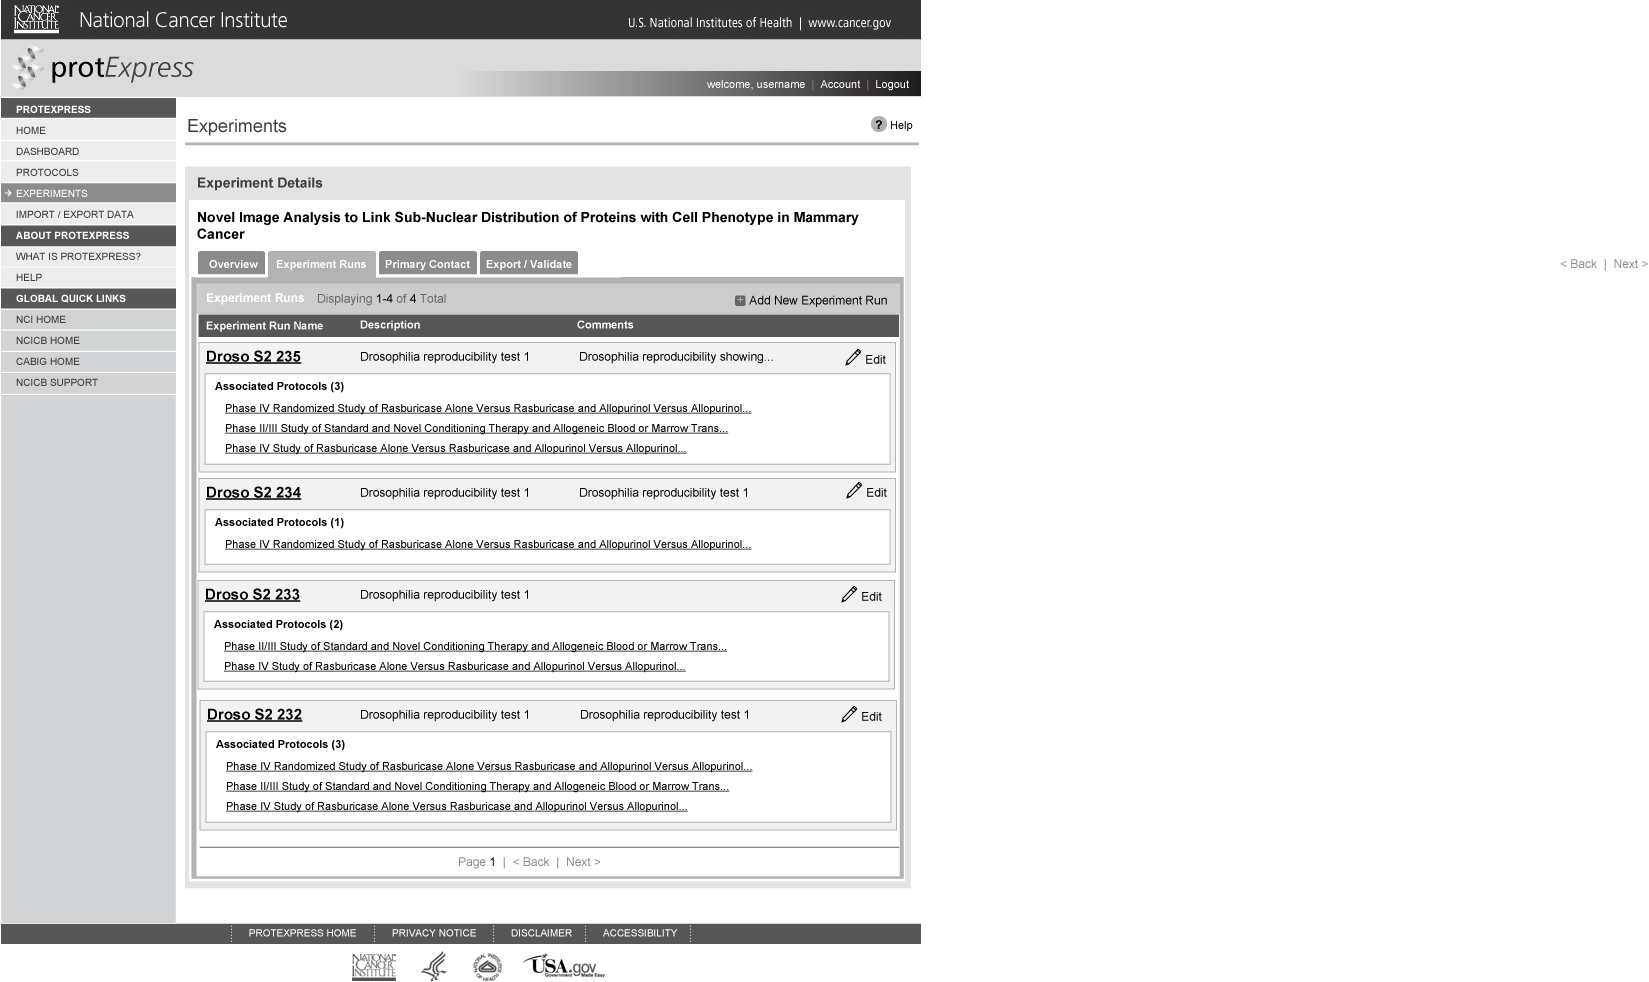 NATIONAL CANCER INSTITUTE
National Cancer Institute
U.S. National Institutes of Health | www.cancer.gov
protExpress
welcome, username | Account | Logout
PROTEXPRESS
HOME
DASHBOARD
PROTOCOLS
EXPERIMENTS
IMPORT / EXPORT DATA
ABOUT PROTEXPRESS
WHAT IS PROTEXPRESS?
HELP
GLOBAL QUICK LINKS
NCI HOME
NCICB HOME
CABIG HOME
NCICB SUPPORT
Experiments
? Help
Experiment Details
Novel Image Analysis to Link Sub-Nuclear Distribution of Proteins with Cell Phenotype in Mammary
Cancer
Overview Experiment Runs Primary Contact Export / Validate
< Back | Next >
Experiment Runs Displaying 1-4 of 4 Total Add New Experiment Run
Experiment Run Name Description Comments
Droso S2 235 Drosophilia reproducibility test 1 Drosophilia reproducibility showing... Edit
Associated Protocols (3)
Phase IV Randomized Study of Rasburicase Alone Versus Rasburicase and Allopurinol Versus Allopurinol...
Phase II/III Study of Standard and Novel Conditioning Therapy and Allogeneic Blood or Marrow Trans...
Phase IV Study of Rasburicase Alone Versus Rasburicase and Allopurinol Versus Allopurinol...
Droso S2 234 Drosophilia reproducibility test 1 Drosophilia reproducibility test 1 Edit
Associated Protocols (1)
Phase IV Randomized Study of Rasburicase Alone Versus Rasburicase and Allopurinol Versus Allopurinol...
Droso S2 233 Drosophilia reproducibility test 1 Edit
Associated Protocols (2)
Phase II/III Study of Standard and Novel Conditioning Therapy and Allogeneic Blood or Marrow Trans...
Phase IV Study of Rasburicase Alone Versus Rasburicase and Allopurinol Versus Allopurinol...
Droso S2 232 Drosophilia reproducibility test 1 Drosophilia reproducibility test 1 Edit
Associated Protocols (3)
Phase IV Randomized Study of Rasburicase Alone Versus Rasburicase and Allopurinol Versus Allopurinol...
Phase II/III Study of Standard and Novel Conditioning Therapy and Allogeneic Blood or Marrow Trans...
Phase IV Study of Rasburicase Alone Versus Rasburicase and Allopurinol Versus Allopurinol...
Page 1 | < Back | Next >
PROTEXPRESS HOME PRIVACY NOTICE DISCLAIMER ACCESSIBILITY
NATIONAL CANCER INSTITUTE
NATIONAL INSTITUTES OF HEALTH
USA.gov
Government Made Easy